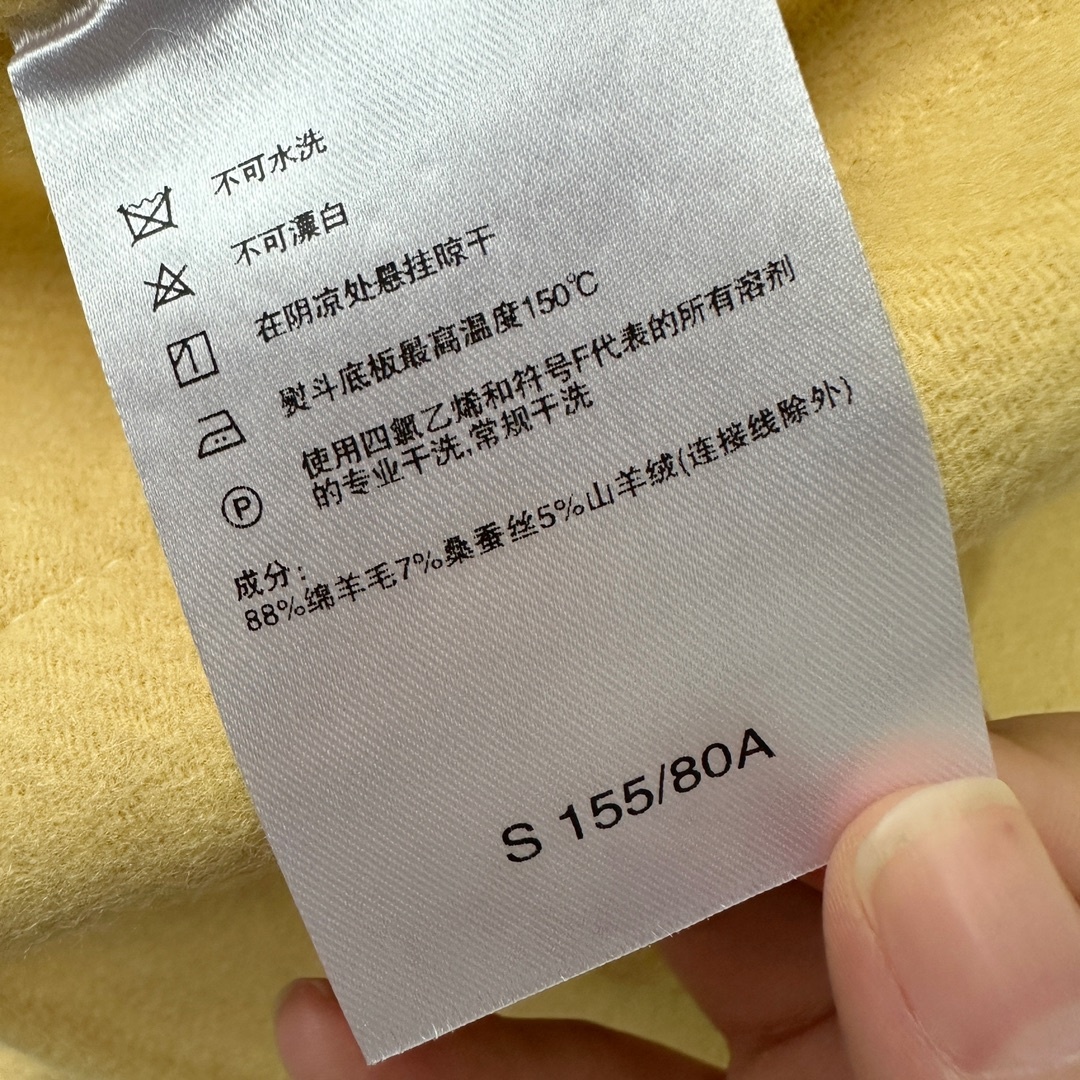 不可水洗
不可漂白
在阴凉处悬挂晾干
熨斗底板最高温度150℃
使用四氯乙烯和符号F代表的所有溶剂
的专业干洗,常规干洗
P
成分:
88%绵羊毛7%桑蚕丝5%山羊绒(连接线除外)
S 155/80A